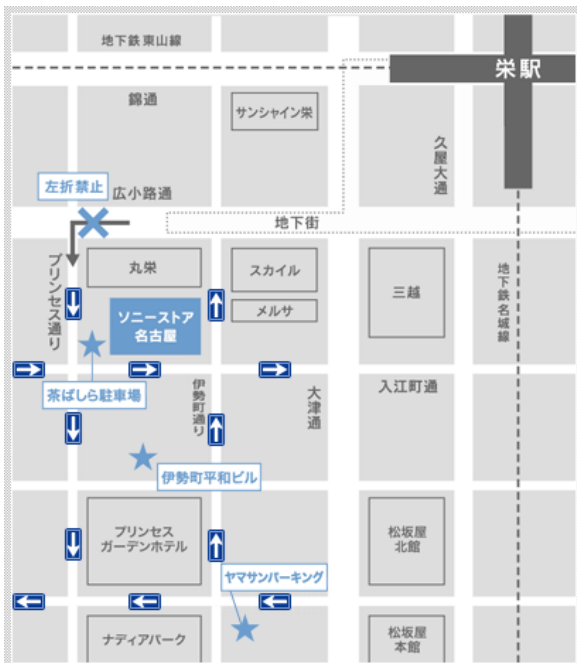 地下鉄東山線
栄駅
錦通
サンシャイン栄
久屋大通
左折禁止
広小路通
地下街
プリンセス通り
丸栄
スカイル
三越
地下鉄名城線
ソニーストア
名古屋
メルサ
茶ばしら駐車場
伊勢町通り
大津通
入江町通
伊勢町平和ビル
プリンセス
ガーデンホテル
松坂屋
北館
ヤマサンパーキング
ナディアパーク
松坂屋
本館